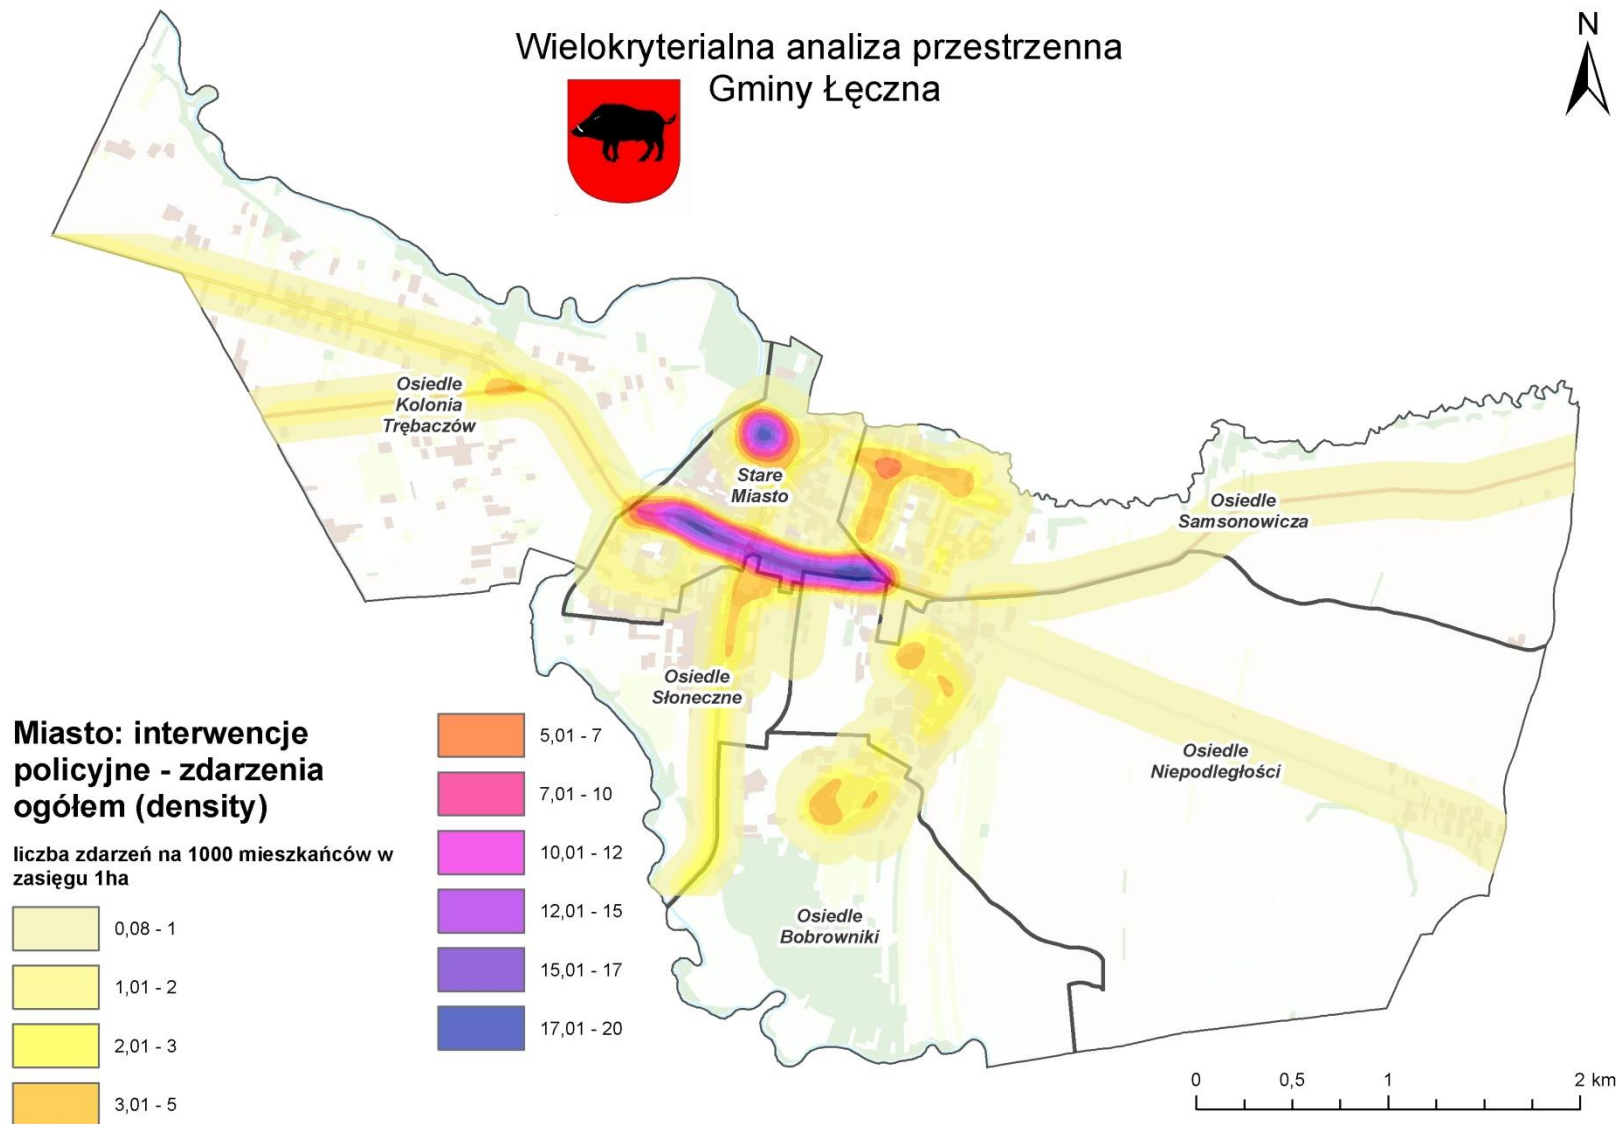 Wielokryterialna analiza przestrzenna
Gminy Łęczna
N
Osiedle
Kolonia
Trębaczów
Stare
Miasto
Osiedle
Samsonowicza
Osiedle
Słoneczne
Osiedle
Niepodległości
Osiedle
Bobrowniki
Miasto: interwencje
policyjne - zdarzenia
ogółem (density)
liczba zdarzeń na 1000 mieszkańców w
zasięgu 1ha
0,08 - 1
1,01 - 2
2,01 - 3
3,01 - 5
5,01 - 7
7,01 - 10
10,01 - 12
12,01 - 15
15,01 - 17
17,01 - 20
0 0,5 1 2 km